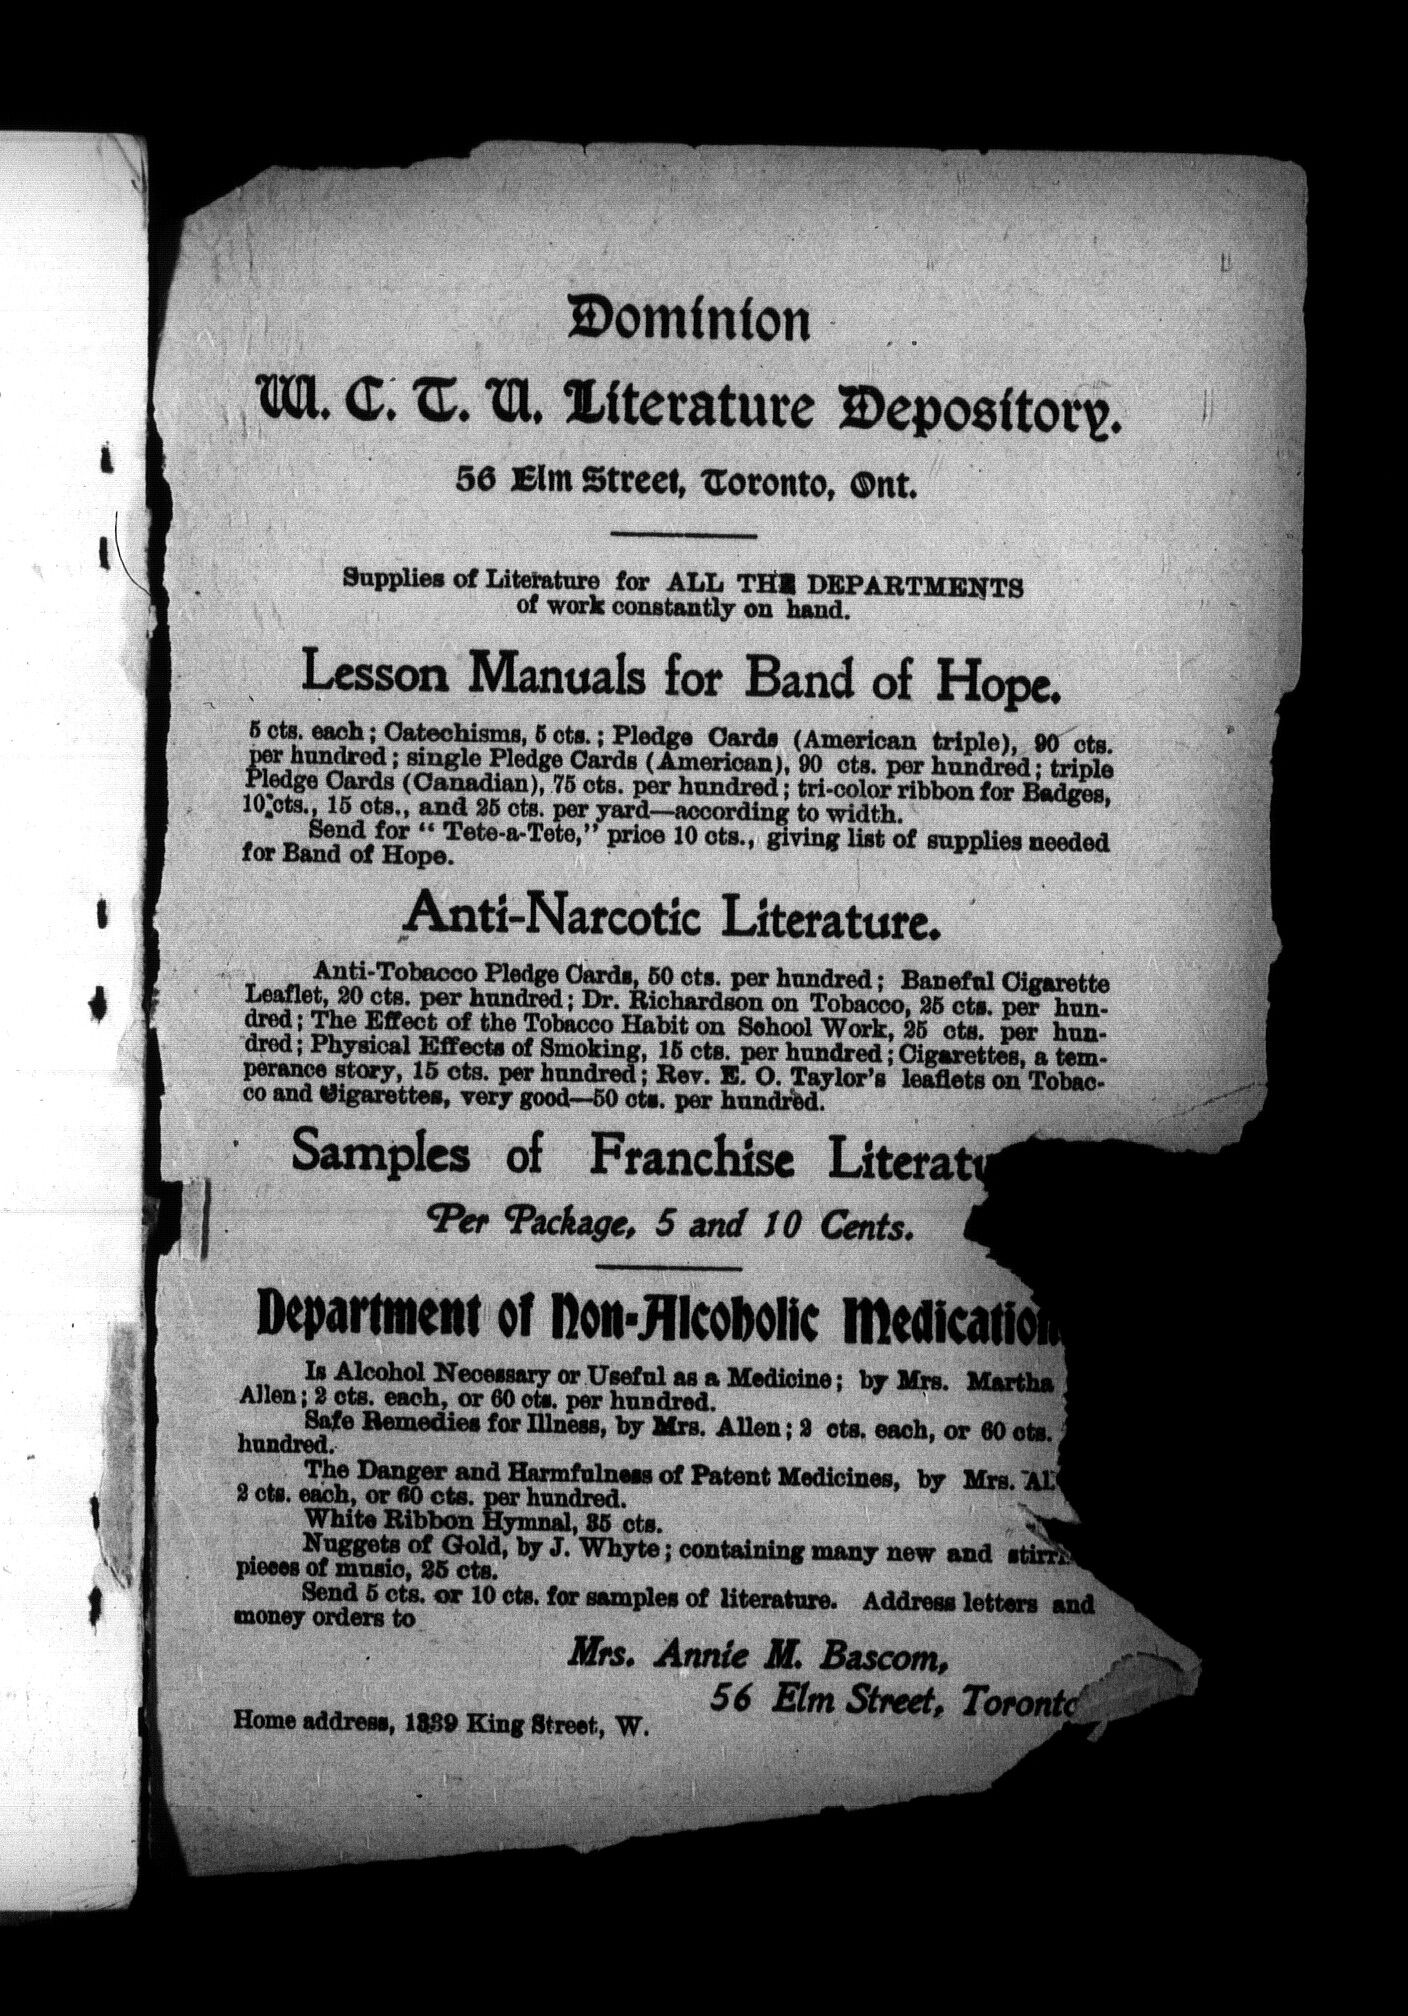 Dominion
W. C. T. U. Literature Depository.
56 Elm Street, Toronto, Ont.
Supplies of Literature for ALL THE DEPARTMENTS
of work constantly on hand.
Lesson Manuals for Band of Hope.
5 cts. each; Catechisms, 5 cts.; Pledge Cards (American triple), 90 cts.
per hundred; single Pledge Cards (American), 90 cts. per hundred; triple
Pledge Cards (Canadian), 75 cts. per hundred; tri-color ribbon for Badges,
10 cts., 15 cts., and 25 cts. per yard—according to width.
Send for "Tete-a-Tete," price 10 cts., giving list of supplies needed
for Band of Hope.
Anti-Narcotic Literature.
Anti-Tobacco Pledge Cards, 50 cts. per hundred; Baneful Cigarette
Leaflet, 20 cts. per hundred; Dr. Richardson on Tobacco, 25 cts. per hun-
dred; The Effect of the Tobacco Habit on School Work, 25 cts. per hun-
dred; Physical Effects of Smoking, 15 cts. per hundred; Cigarettes, a tem-
perance story, 15 cts. per hundred; Rev. E. O. Taylor's leaflets on Tobac-
co and Cigarettes, very good—50 cts. per hundred.
Samples of Franchise Literatu
Per Package, 5 and 10 Cents.
Department of Non-Alcoholic Medication
Is Alcohol Necessary or Useful as a Medicine; by Mrs. Martha
Allen; 2 cts. each, or 60 cts. per hundred.
Safe Remedies for Illness, by Mrs. Allen; 2 cts. each, or 60 cts.
hundred.
The Danger and Harmfulness of Patent Medicines, by Mrs. Al
2 cts. each, or 60 cts. per hundred.
White Ribbon Hymnal, 35 cts.
Nuggets of Gold, by J. Whyte; containing many new and stirr
pieces of music, 25 cts.
Send 5 cts. or 10 cts. for samples of literature. Address letters and
money orders to
Mrs. Annie M. Bascom,
56 Elm Street, Toronto
Home address, 1339 King Street, W.